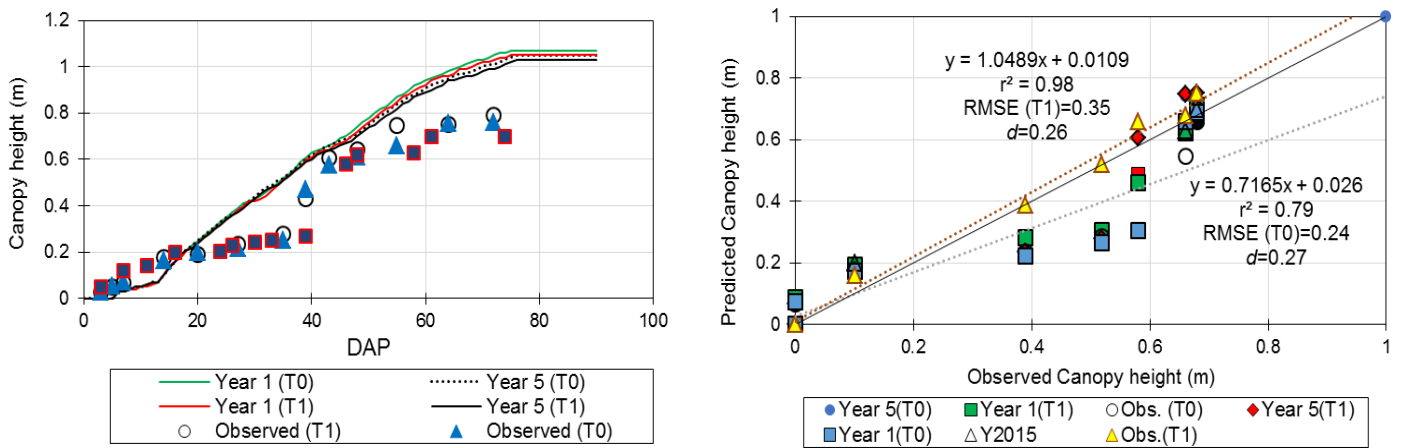 Canopy height (m)
1.2
1
0.8
0.6
0.4
0.2
0
0 20 40 60 80 100
DAP
Year 1 (T0) Year 5 (T0)
Year 1 (T1) Year 5 (T1)
Observed (T1) Observed (T0)
Predicted Canopy height (m)
1
0.8
0.6
0.4
0.2
0
y = 1.0489x + 0.0109
r² = 0.98
RMSE (T1)=0.35
d=0.26
y = 0.7165x + 0.026
r² = 0.79
RMSE (T0)=0.24
d=0.27
0 0.2 0.4 0.6 0.8 1
Observed Canopy height (m)
Year 5(T0) Year 1(T1) Obs. (T0) Year 5(T1)
Year 1(T0) Y2015 Obs.(T1)